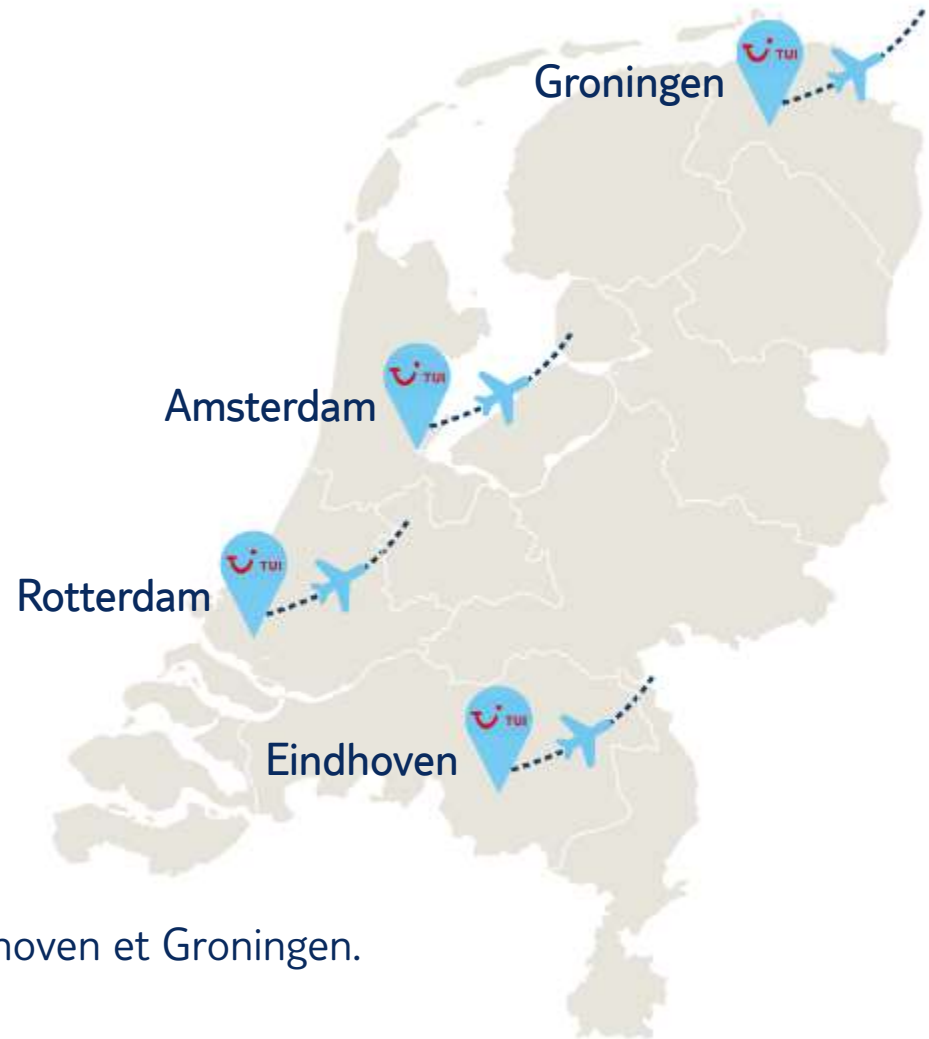 TUI
Groningen
TUI
Amsterdam
TUI
Rotterdam
TUI
Eindhoven
hoven et Groningen.